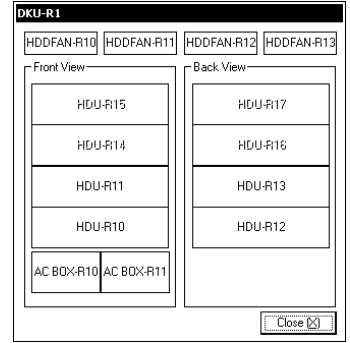 DKU-R1
HDDFAN-R10 HDDFAN-R11 HDDFAN-R12 HDDFAN-R13
Front View
HDU-R15
HDU-R14
HDU-R11
HDU-R10
AC BOX-R10 AC BOX-R11
Back View
HDU-R17
HDU-R16
HDU-R13
HDU-R12
Close